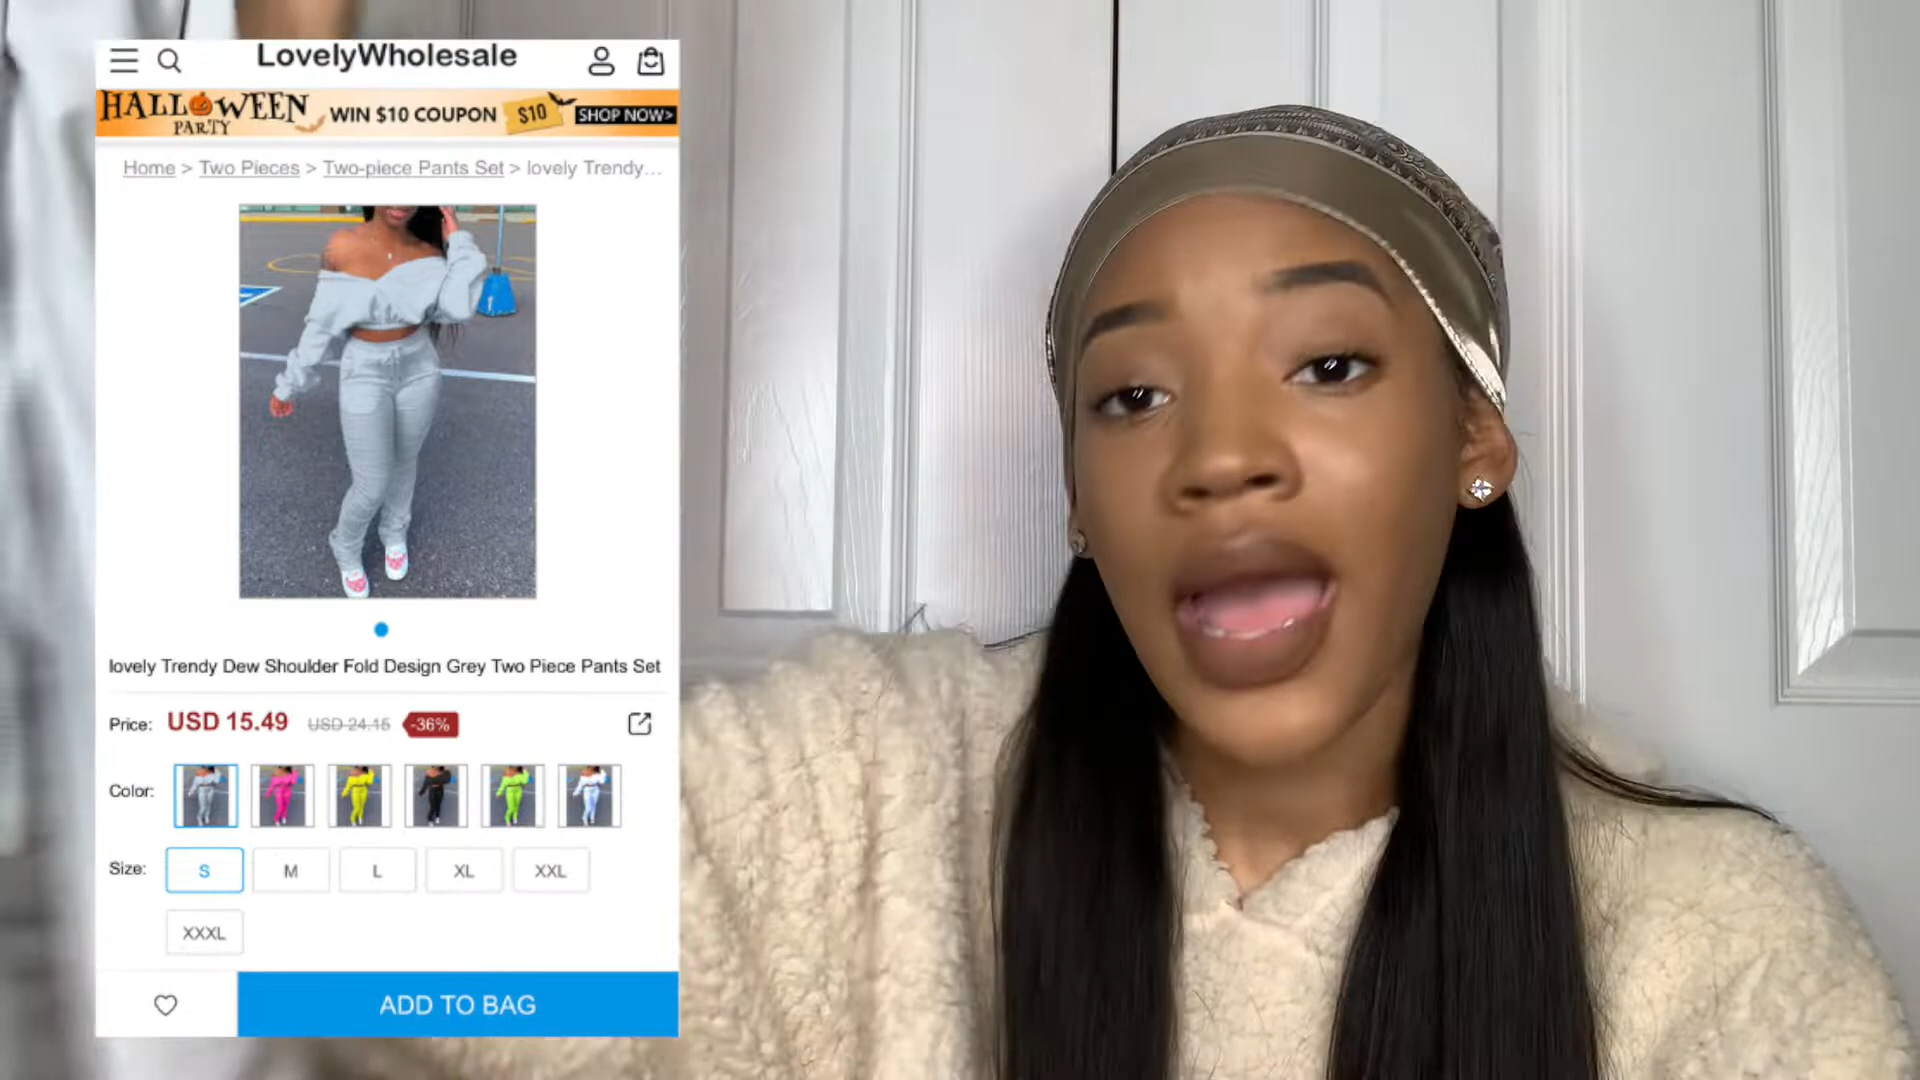 LovelyWholesale
HALLOWEEN
PARTY
WIN $10 COUPON
$10
SHOP NOW>
Home > Two Pieces > Two-piece Pants Set > lovely Trendy...
lovely Trendy Dew Shoulder Fold Design Grey Two Piece Pants Set
Price: USD 15.49 USD 24.15 -36%
Color:
Size: S M L XL XXL
XXXL
ADD TO BAG